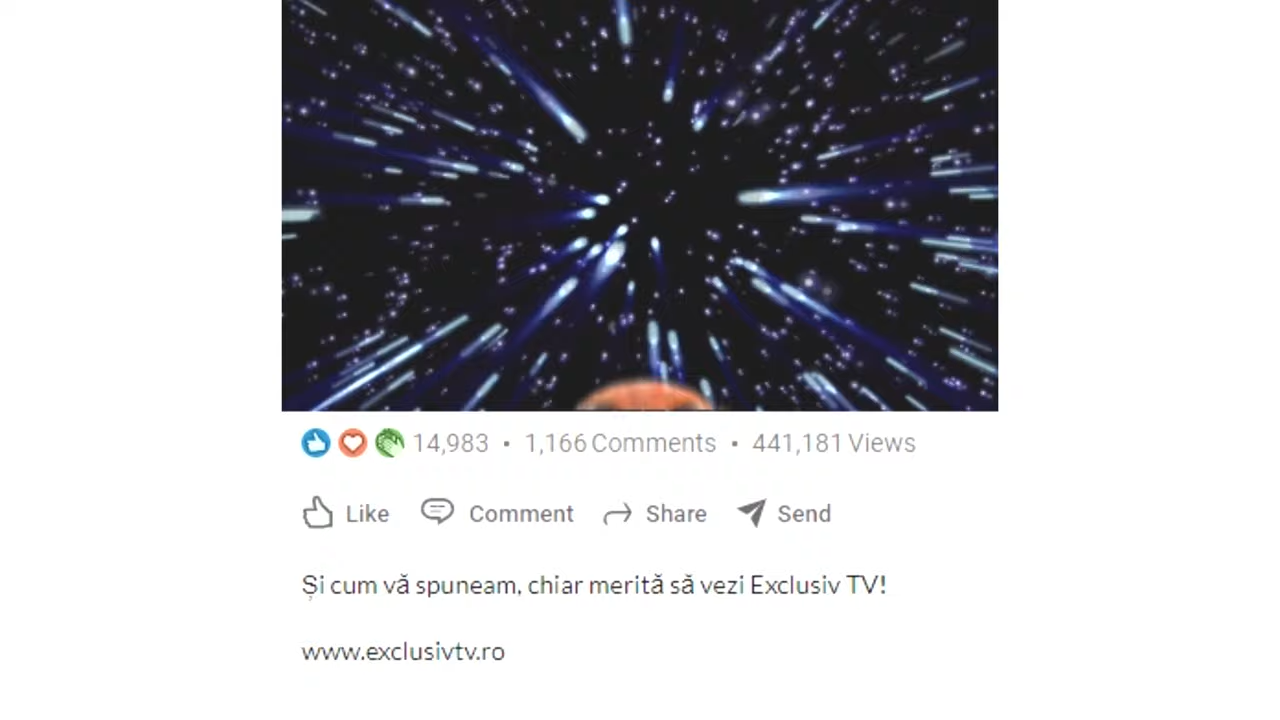 14,983 • 1,166 Comments • 441,181 Views
Like Comment Share Send
Și cum vă spuneam, chiar merită să vezi Exclusiv TV!
www.exclusivtv.ro